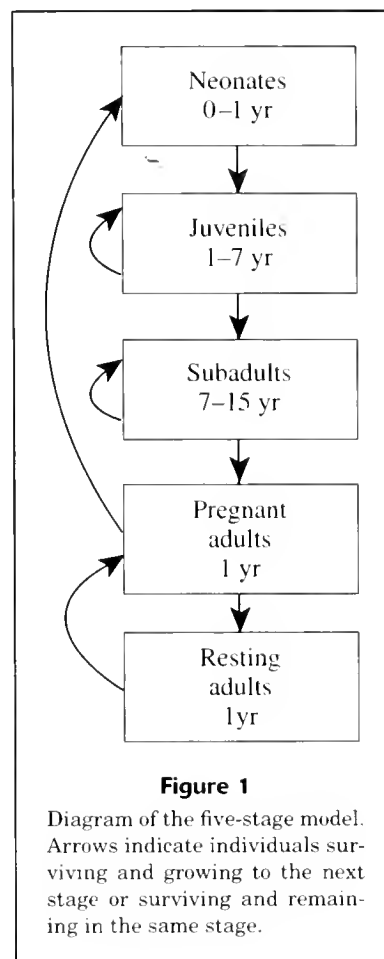 Neonates
0–1 yr
Juveniles
1–7 yr
Subadults
7–15 yr
Pregnant
adults
1 yr
Resting
adults
1yr
Figure 1
Diagram of the five-stage model.
Arrows indicate individuals sur-
viving and growing to the next
stage or surviving and remain-
ing in the same stage.